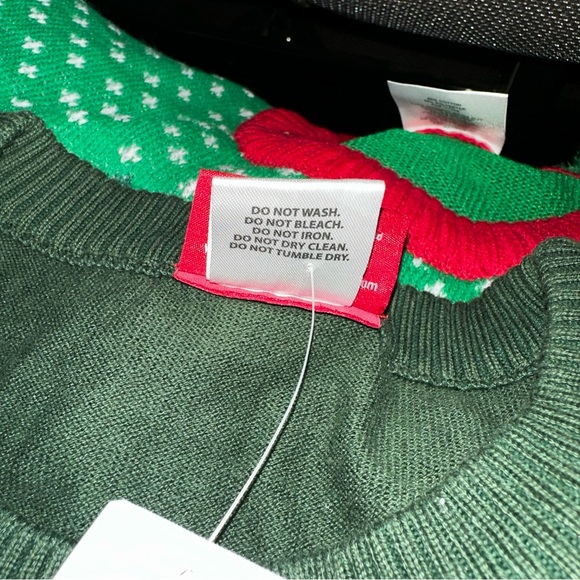 DO NOT WASH.
DO NOT BLEACH.
DO NOT IRON.
DO NOT DRY CLEAN.
DO NOT TUMBLE DRY.